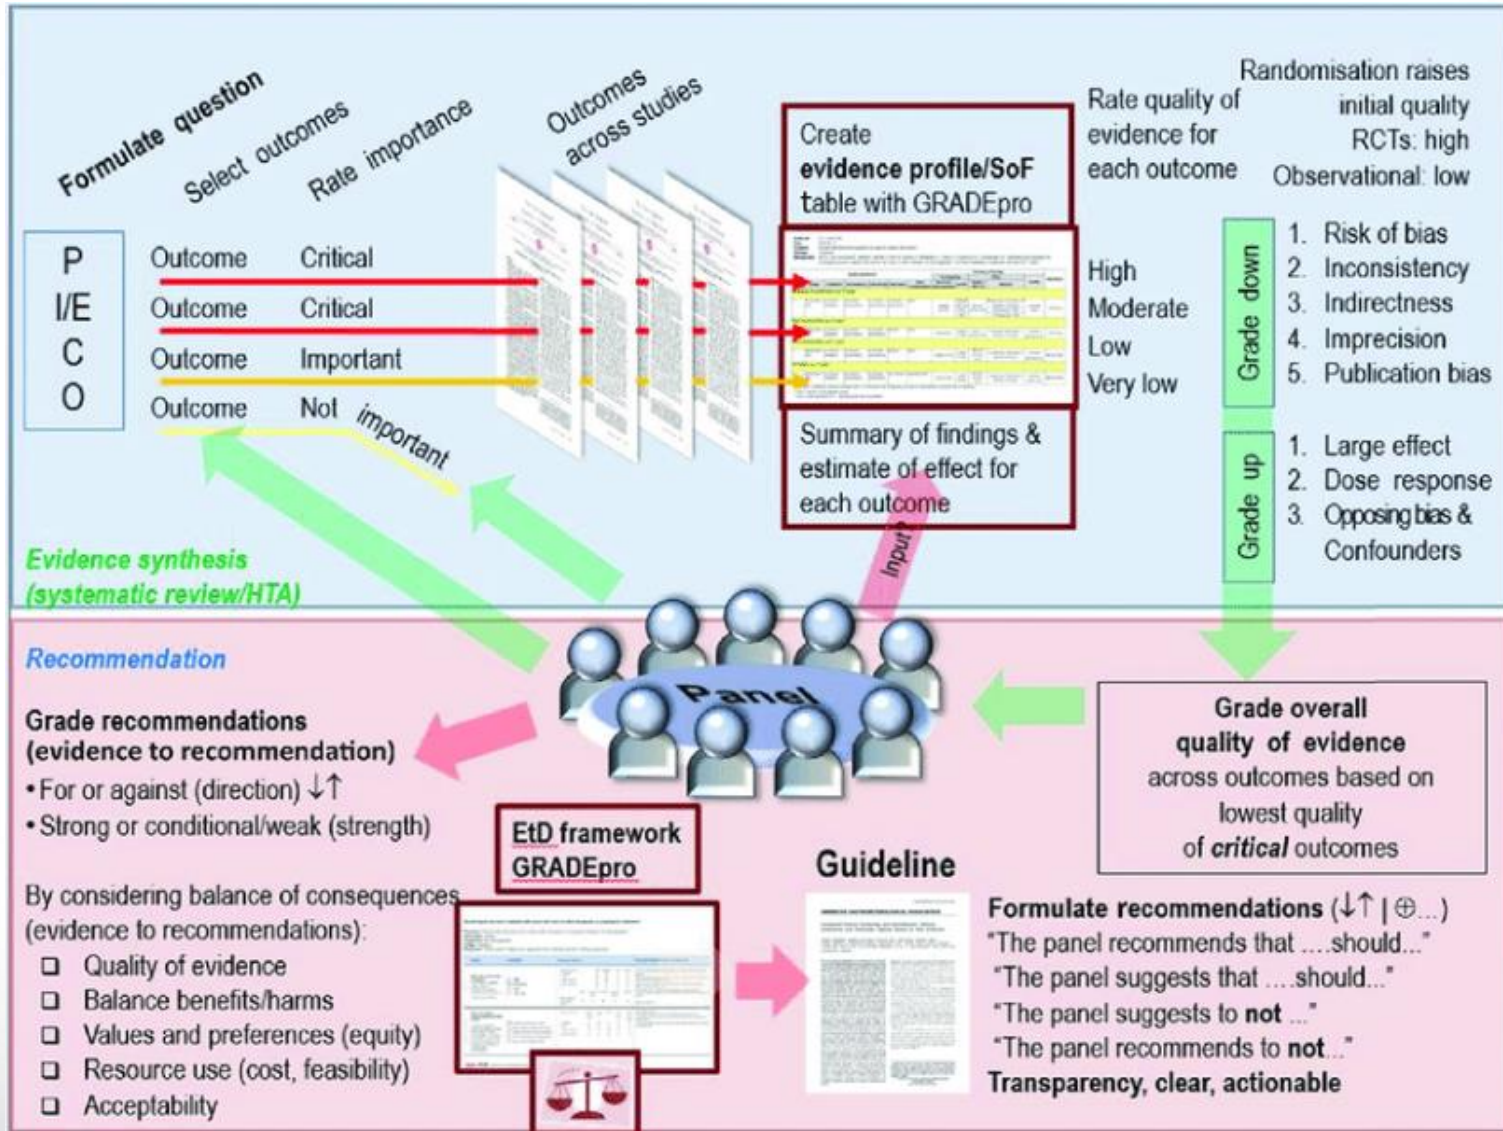 Formulate question
Select outcomes
Rate importance
Outcomes
across studies
P
I/E
C
O
Outcome Critical
Outcome Critical
Outcome Important
Outcome Not important
Create
evidence profile/SoF
table with GRADEpro
Summary of findings &
estimate of effect for
each outcome
Rate quality of
evidence for
each outcome
High
Moderate
Low
Very low
Randomisation raises
initial quality
RCTs: high
Observational: low
Grade down
1. Risk of bias
2. Inconsistency
3. Indirectness
4. Imprecision
5. Publication bias
Grade up
1. Large effect
2. Dose response
3. Opposing bias &
Confounders
Evidence synthesis
(systematic review/HTA)
Input?
Panel
Recommendation
Grade recommendations
(evidence to recommendation)
• For or against (direction) ↓↑
• Strong or conditional/weak (strength)
By considering balance of consequences
(evidence to recommendations):
❑ Quality of evidence
❑ Balance benefits/harms
❑ Values and preferences (equity)
❑ Resource use (cost, feasibility)
❑ Acceptability
EtD framework
GRADEpro
Guideline
Grade overall
quality of evidence
across outcomes based on
lowest quality
of critical outcomes
Formulate recommendations (↓↑ | ⊕...)
"The panel recommends that ....should..."
"The panel suggests that ....should..."
"The panel suggests to not ..."
"The panel recommends to not..."
Transparency, clear, actionable